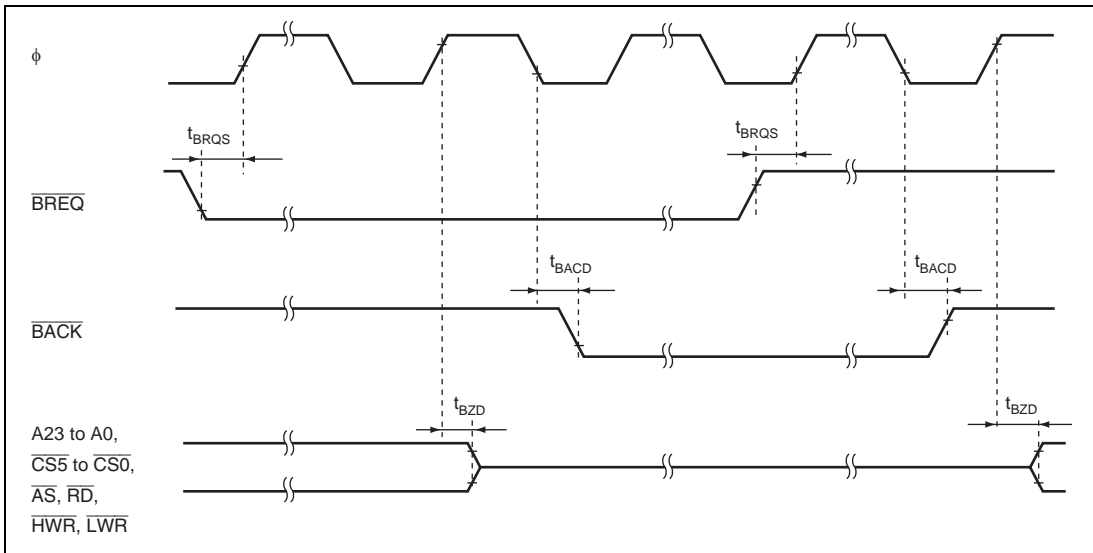 ϕ
tBRQS
tBRQS
BREQ
tBACD
tBACD
BACK
tBZD
tBZD
A23 to A0,
CS5 to CS0,
AS, RD,
HWR, LWR